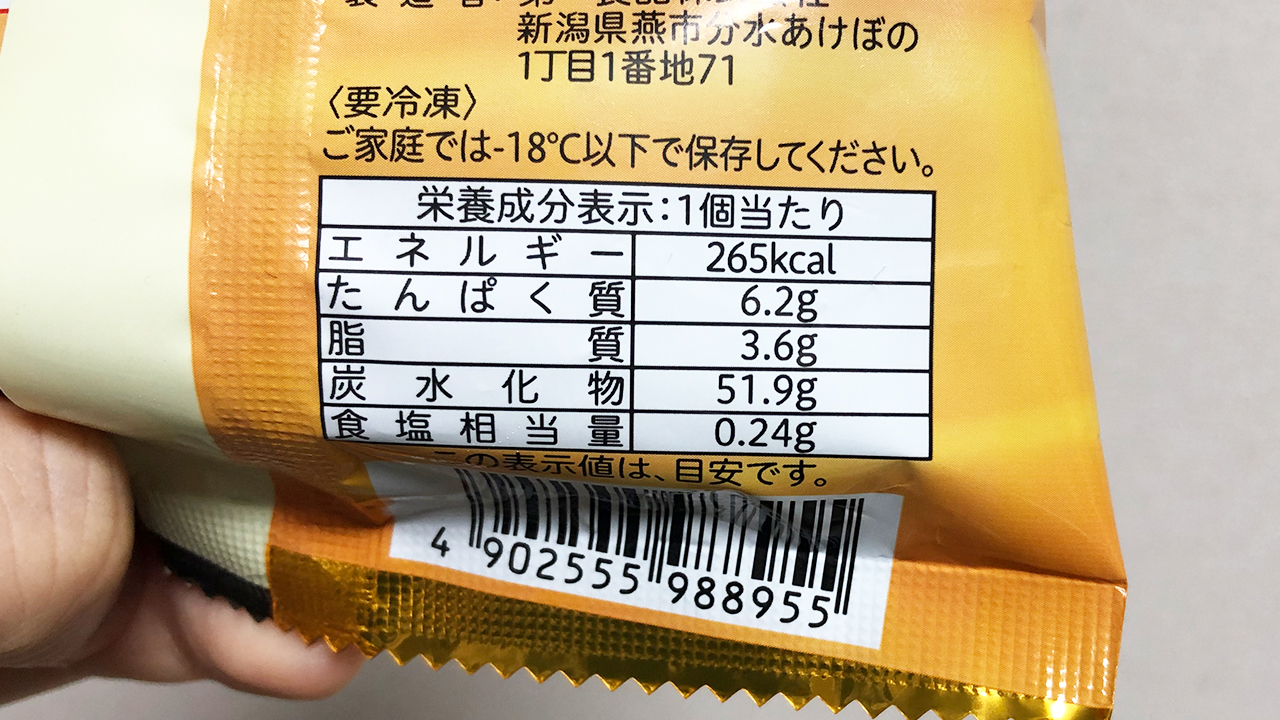 新潟県燕市分水あけぼの
1丁目1番地71
〈要冷凍〉
ご家庭では-18℃以下で保存してください。
栄養成分表示：1個当たり
エネルギー 265kcal
たんぱく質 6.2g
脂質 3.6g
炭水化物 51.9g
食塩相当量 0.24g
この表示値は、目安です。
4 902555 988955